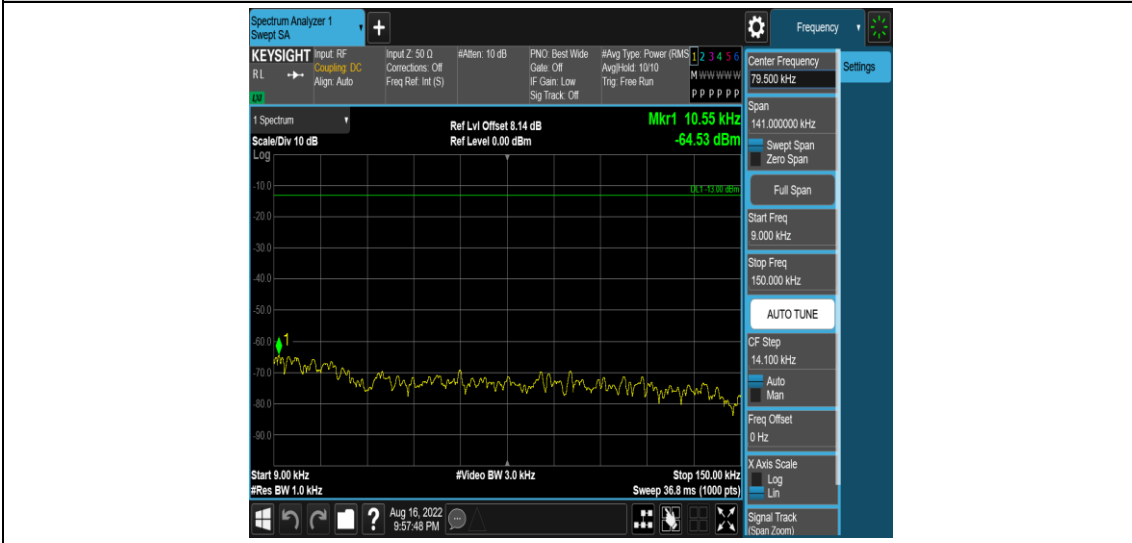 Spectrum Analyzer 1
Swept SA
+
Frequency
KEYSIGHT
RL
LXI
Input: RF
Coupling: DC
Align: Auto
Input Z: 50 Ω
Corrections: Off
Freq Ref: Int (S)
#Atten: 10 dB
PNO: Best Wide
Gate: Off
IF Gain: Low
Sig Track: Off
#Avg Type: Power (RMS
Avg|Hold: 10/10
Trig: Free Run
1 2 3 4 5 6
M W W W W W
P P P P P P
1 Spectrum
Scale/Div 10 dB
Log
Ref Lvl Offset 8.14 dB
Ref Level 0.00 dBm
Mkr1 10.55 kHz
-64.53 dBm
DL1 -13.00 dBm
-10.0
-20.0
-30.0
-40.0
-50.0
-60.0
1
-70.0
-80.0
-90.0
Start 9.00 kHz
#Video BW 3.0 kHz
Stop 150.00 kHz
#Res BW 1.0 kHz
Sweep 36.8 ms (1000 pts)
?
Aug 16, 2022
9:57:48 PM
Center Frequency
79.500 kHz
Settings
Span
141.000000 kHz
Swept Span
Zero Span
Full Span
Start Freq
9.000 kHz
Stop Freq
150.000 kHz
AUTO TUNE
CF Step
14.100 kHz
Auto
Man
Freq Offset
0 Hz
X Axis Scale
Log
Lin
Signal Track
(Span Zoom)